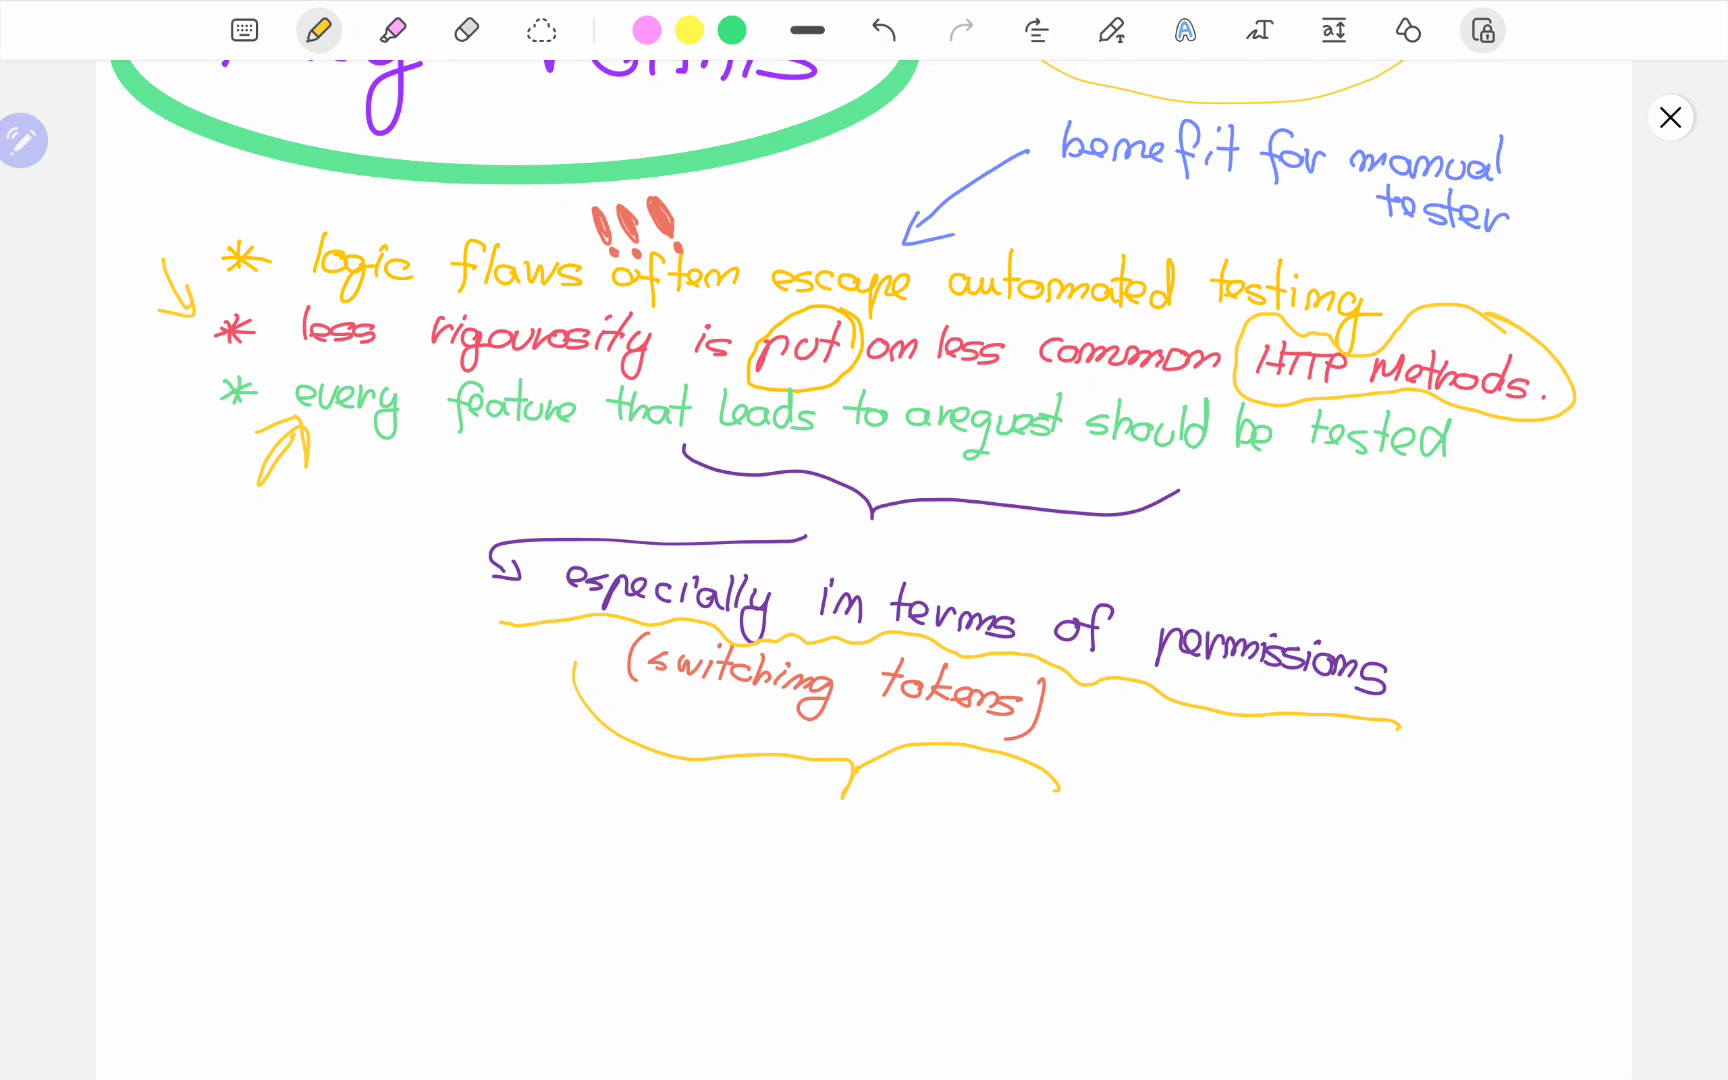 benefit for manual
tester
!!!
* logic flaws often escape automated testing
* less rigourosity is not on less common HTTP Methods.
* every feature that leads to a request should be tested
especially in terms of permissions
(switching tokens)